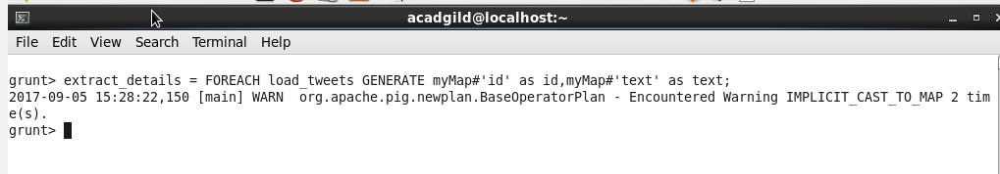 acadgild@localhost:~
File Edit View Search Terminal Help
grunt> extract_details = FOREACH load_tweets GENERATE myMap#'id' as id,myMap#'text' as text;
2017-09-05 15:28:22,150 [main] WARN  org.apache.pig.newplan.BaseOperatorPlan - Encountered Warning IMPLICIT_CAST_TO_MAP 2 tim
e(s).
grunt>